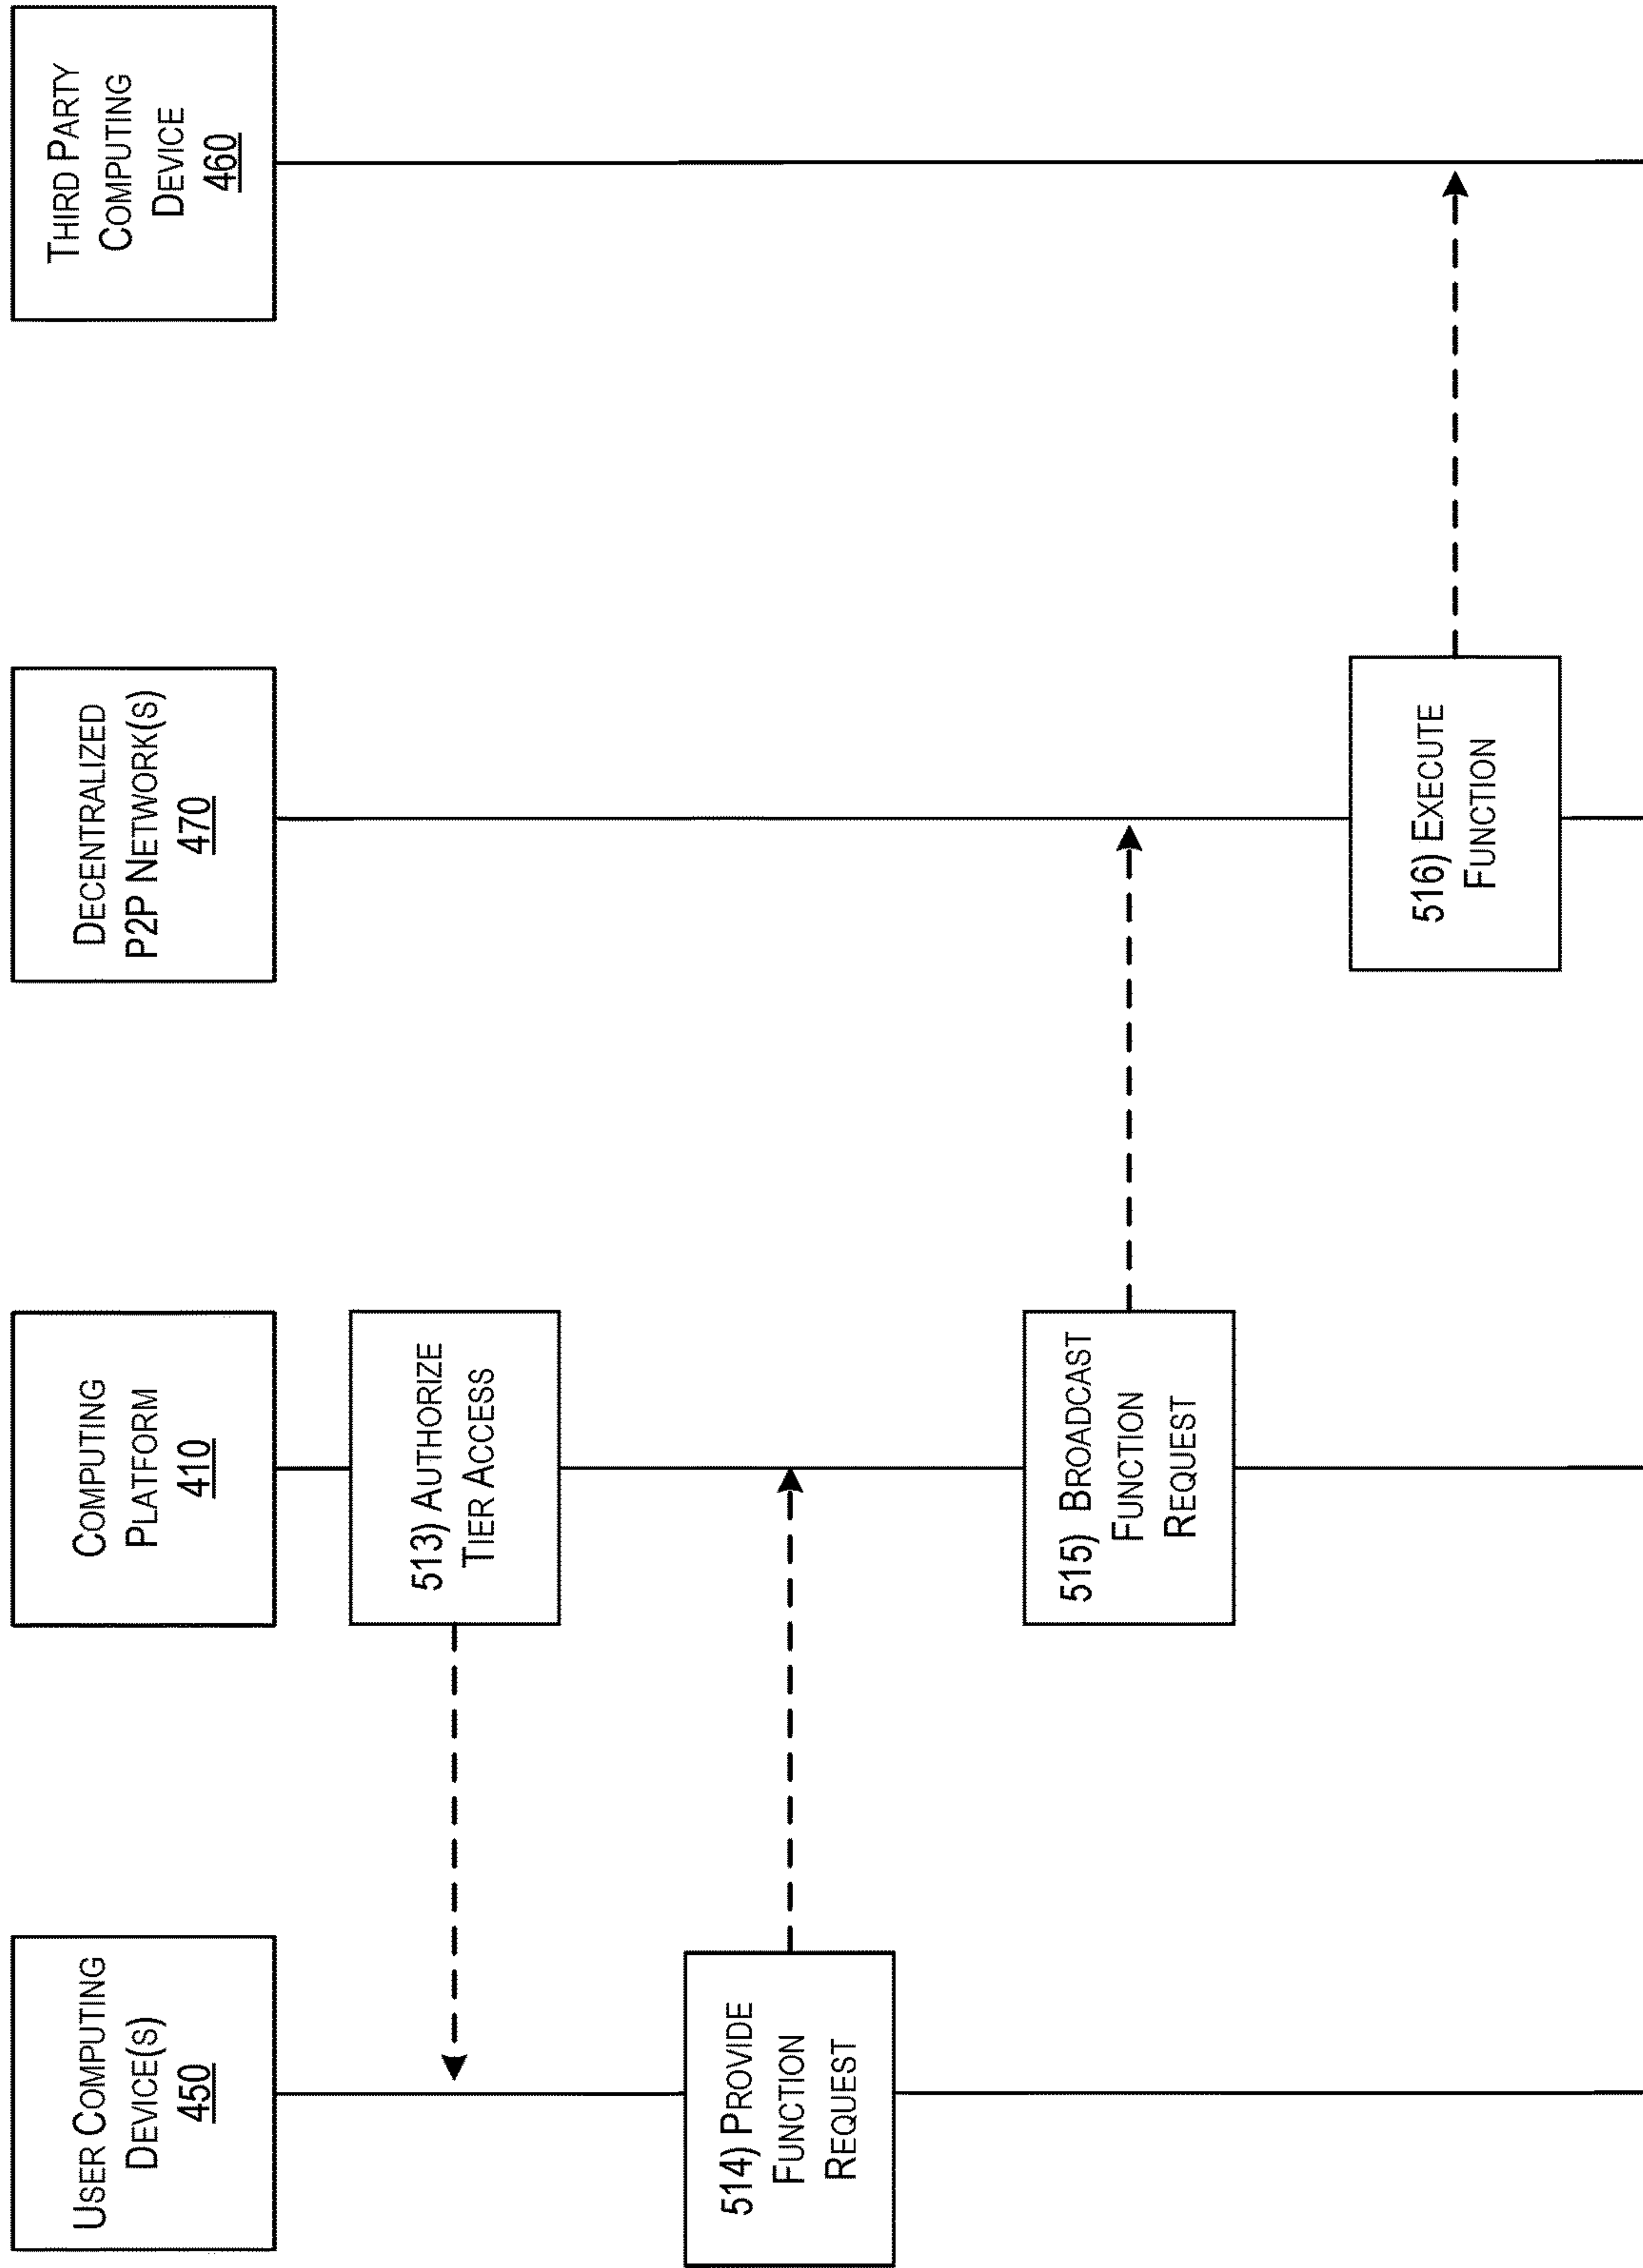 USER COMPUTING
DEVICE(S)
450
COMPUTING
PLATFORM
410
DECENTRALIZED
P2P NETWORK(S)
470
THIRD PARTY
COMPUTING
DEVICE
460
513) AUTHORIZE
TIER ACCESS
514) PROVIDE
FUNCTION
REQUEST
515) BROADCAST
FUNCTION
REQUEST
516) EXECUTE
FUNCTION